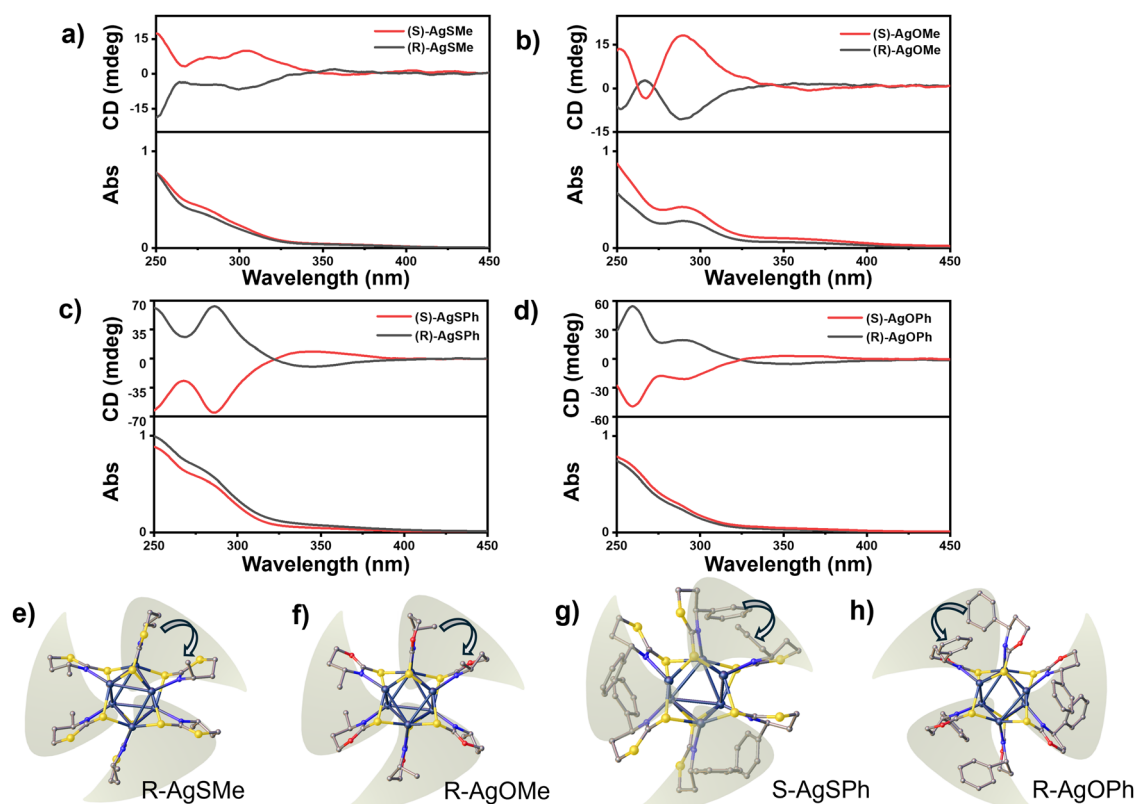 a)
(S)-AgSMe
(R)-AgSMe
CD (mdeg)
15
0
-15
Abs
1
0
250 300 350 400 450
Wavelength (nm)
b)
(S)-AgOMe
(R)-AgOMe
CD (mdeg)
15
0
-15
Abs
1
0
250 300 350 400 450
Wavelength (nm)
c)
(S)-AgSPh
(R)-AgSPh
CD (mdeg)
70
35
0
-35
-70
Abs
1
0
250 300 350 400 450
Wavelength (nm)
d)
(S)-AgOPh
(R)-AgOPh
CD (mdeg)
60
30
0
-30
-60
Abs
1
0
250 300 350 400 450
Wavelength (nm)
e)
R-AgSMe
f)
R-AgOMe
g)
S-AgSPh
h)
R-AgOPh